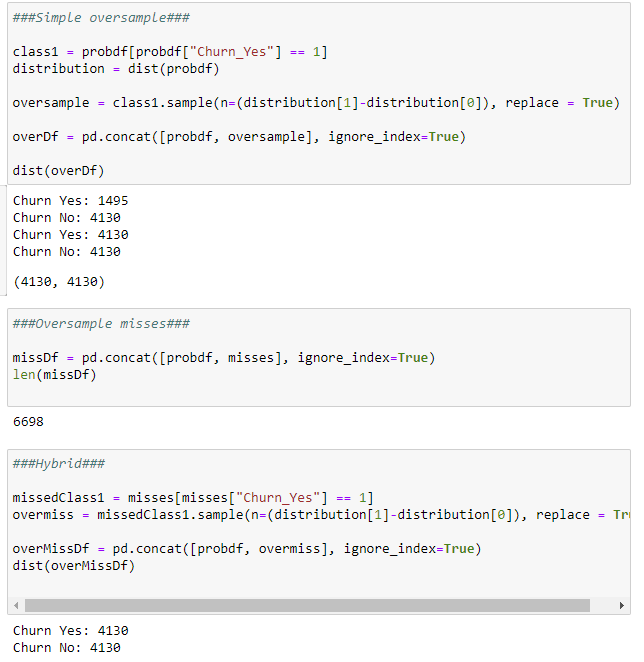 ###Simple oversample###
class1 = probdf[probdf["Churn_Yes"] == 1]
distribution = dist(probdf)
oversample = class1.sample(n=(distribution[1]-distribution[0]), replace = True)
overDf = pd.concat([probdf, oversample], ignore_index=True)
dist(overDf)
Churn Yes: 1495
Churn No: 4130
Churn Yes: 4130
Churn No: 4130
(4130, 4130)
###Oversample misses###
missDf = pd.concat([probdf, misses], ignore_index=True)
len(missDf)
6698
###Hybrid###
missedClass1 = misses[misses["Churn_Yes"] == 1]
overmiss = missedClass1.sample(n=(distribution[1]-distribution[0]), replace =
overMissDf = pd.concat([probdf, overmiss], ignore_index=True)
dist(overMissDf)
Churn Yes: 4130
Churn No: 4130